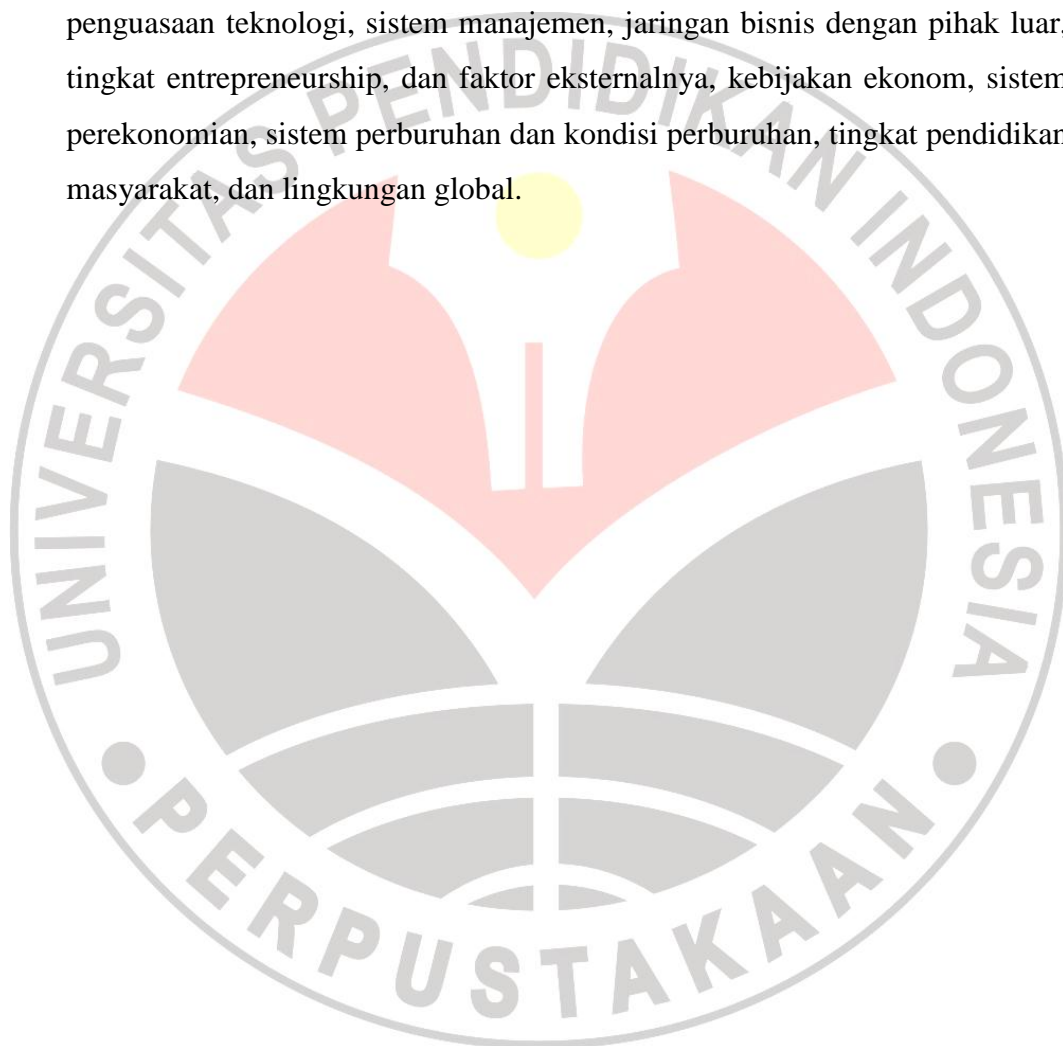 penguasaan teknologi, sistem manajemen, jaringan bisnis dengan pihak luar,
tingkat entrepreneurship, dan faktor eksternalnya, kebijakan ekonom, sistem
perekonomian, sistem perburuhan dan kondisi perburuhan, tingkat pendidikan
masyarakat, dan lingkungan global.
UNIVERSITAS PENDIDIKAN INDONESIA
PERPUSTAKAAN